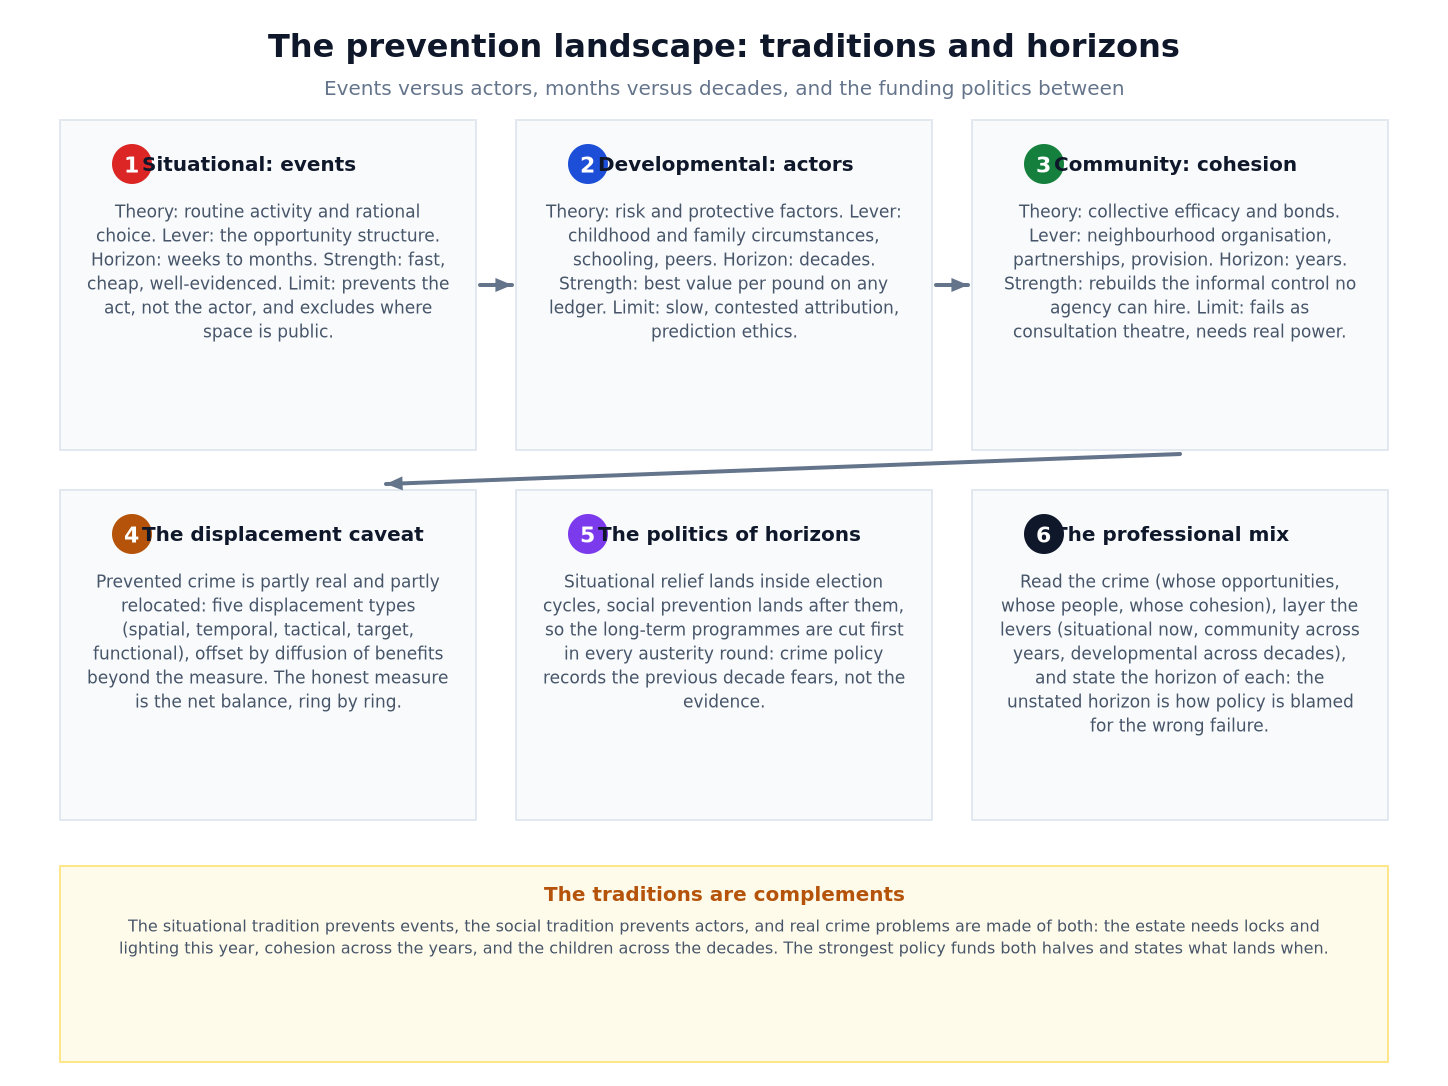 The prevention landscape: traditions and horizons
Events versus actors, months versus decades, and the funding politics between
1 Situational: events
Theory: routine activity and rational
choice. Lever: the opportunity structure.
Horizon: weeks to months. Strength: fast,
cheap, well-evidenced. Limit: prevents the
act, not the actor, and excludes where
space is public.
2 Developmental: actors
Theory: risk and protective factors. Lever:
childhood and family circumstances,
schooling, peers. Horizon: decades.
Strength: best value per pound on any
ledger. Limit: slow, contested attribution,
prediction ethics.
3 Community: cohesion
Theory: collective efficacy and bonds.
Lever: neighbourhood organisation,
partnerships, provision. Horizon: years.
Strength: rebuilds the informal control no
agency can hire. Limit: fails as
consultation theatre, needs real power.
4 The displacement caveat
Prevented crime is partly real and partly
relocated: five displacement types
(spatial, temporal, tactical, target,
functional), offset by diffusion of benefits
beyond the measure. The honest measure
is the net balance, ring by ring.
5 The politics of horizons
Situational relief lands inside election
cycles, social prevention lands after them,
so the long-term programmes are cut first
in every austerity round: crime policy
records the previous decade fears, not the
evidence.
6 The professional mix
Read the crime (whose opportunities,
whose people, whose cohesion), layer the
levers (situational now, community across
years, developmental across decades),
and state the horizon of each: the
unstated horizon is how policy is blamed
for the wrong failure.
The traditions are complements
The situational tradition prevents events, the social tradition prevents actors, and real crime problems are made of both: the estate needs locks and
lighting this year, cohesion across the years, and the children across the decades. The strongest policy funds both halves and states what lands when.